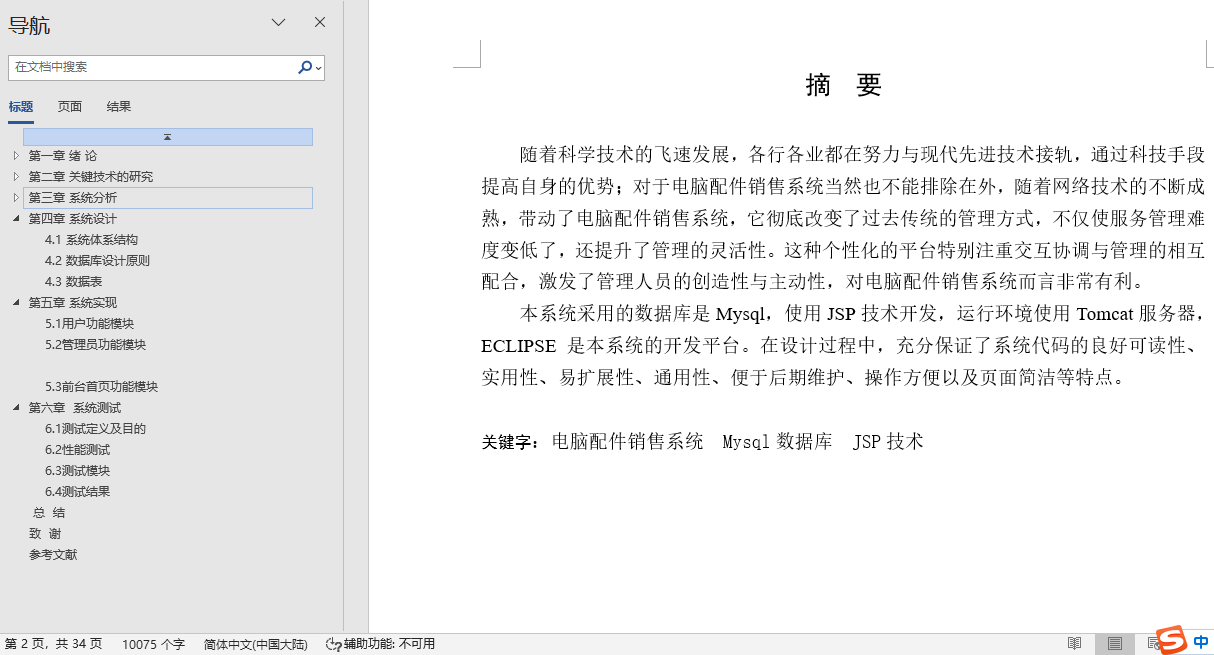 导航
在文档中搜索
标题 页面 结果
第一章 绪 论
第二章 关键技术的研究
第三章 系统分析
第四章 系统设计
4.1 系统体系结构
4.2 数据库设计原则
4.3 数据表
第五章 系统实现
5.1用户功能模块
5.2管理员功能模块
5.3前台首页功能模块
第六章 系统测试
6.1测试定义及目的
6.2性能测试
6.3测试模块
6.4测试结果
总 结
致 谢
参考文献
摘 要
随着科学技术的飞速发展，各行各业都在努力与现代先进技术接轨，通过科技手段
提高自身的优势；对于电脑配件销售系统当然也不能排除在外，随着网络技术的不断成
熟，带动了电脑配件销售系统，它彻底改变了过去传统的管理方式，不仅使服务管理难
度变低了，还提升了管理的灵活性。这种个性化的平台特别注重交互协调与管理的相互
配合，激发了管理人员的创造性与主动性，对电脑配件销售系统而言非常有利。
本系统采用的数据库是 Mysql，使用 JSP 技术开发，运行环境使用 Tomcat 服务器，
ECLIPSE 是本系统的开发平台。在设计过程中，充分保证了系统代码的良好可读性、
实用性、易扩展性、通用性、便于后期维护、操作方便以及页面简洁等特点。
关键字：电脑配件销售系统 Mysql 数据库 JSP 技术
第 2 页，共 34 页 10075 个字 简体中文(中国大陆) 辅助功能: 不可用
S 中